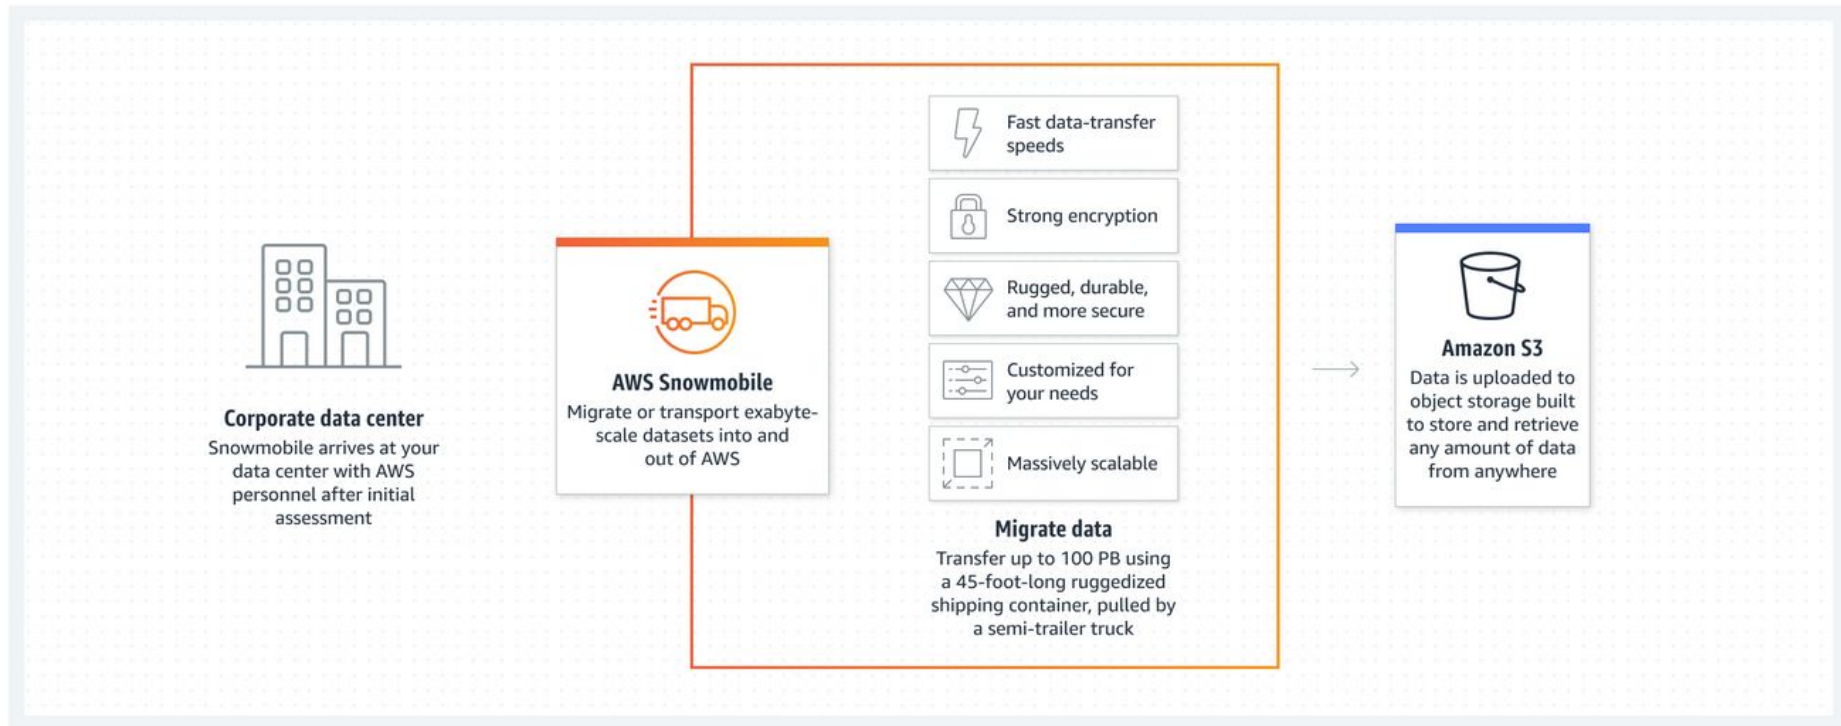 Corporate data center
Snowmobile arrives at your
data center with AWS
personnel after initial
assessment
AWS Snowmobile
Migrate or transport exabyte-
scale datasets into and
out of AWS
Fast data-transfer
speeds
Strong encryption
Rugged, durable,
and more secure
Customized for
your needs
Massively scalable
Migrate data
Transfer up to 100 PB using
a 45-foot-long ruggedized
shipping container, pulled by
a semi-trailer truck
Amazon S3
Data is uploaded to
object storage built
to store and retrieve
any amount of data
from anywhere